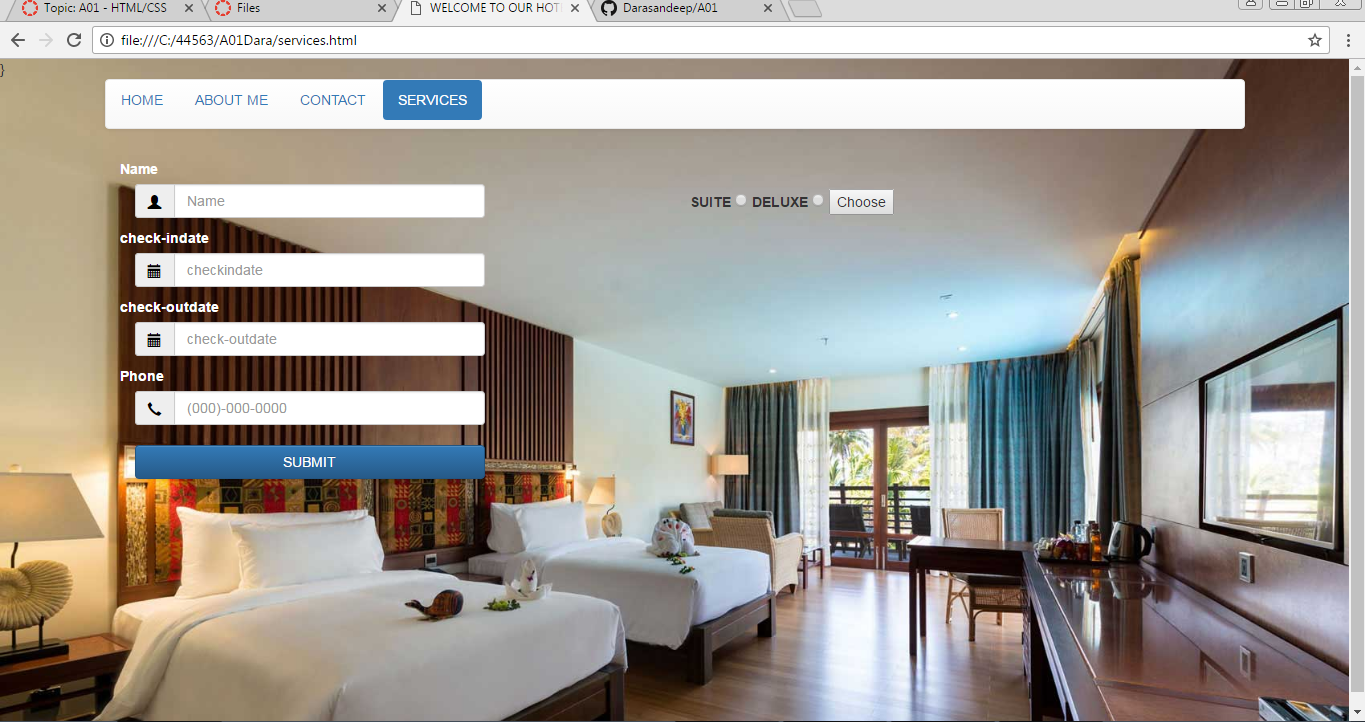 Topic: A01 - HTML/CSS
Files
WELCOME TO OUR HOT
Darasandeep/A01
file:///C:/44563/A01Dara/services.html
}
HOME
ABOUT ME
CONTACT
SERVICES
Name
Name
SUITE DELUXE Choose
check-indate
checkindate
check-outdate
check-outdate
Phone
(000)-000-0000
SUBMIT